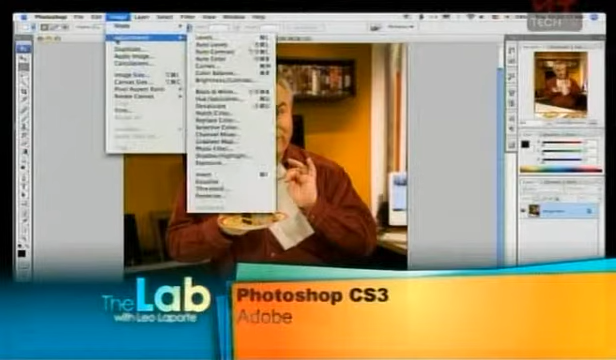 Photoshop File Edit Image Layer Select Filter View Window Help
TECH
Mode
Adjustments
Duplicate...
Apply Image...
Calculations...
Image Size...
Canvas Size...
Pixel Aspect Ratio
Rotate Canvas
Crop
Trim...
Levels...
Auto Levels
Auto Contrast
Auto Color
Curves...
Color Balance...
Brightness/Contrast...
Black & White...
Hue/Saturation...
Desaturate
Match Color...
Replace Color...
Selective Color...
Channel Mixer...
Gradient Map...
Photo Filter...
Shadow/Highlight...
Exposure...
Invert
Equalize
Threshold...
Posterize...
The Lab
with Leo Laporte
Photoshop CS3
Adobe